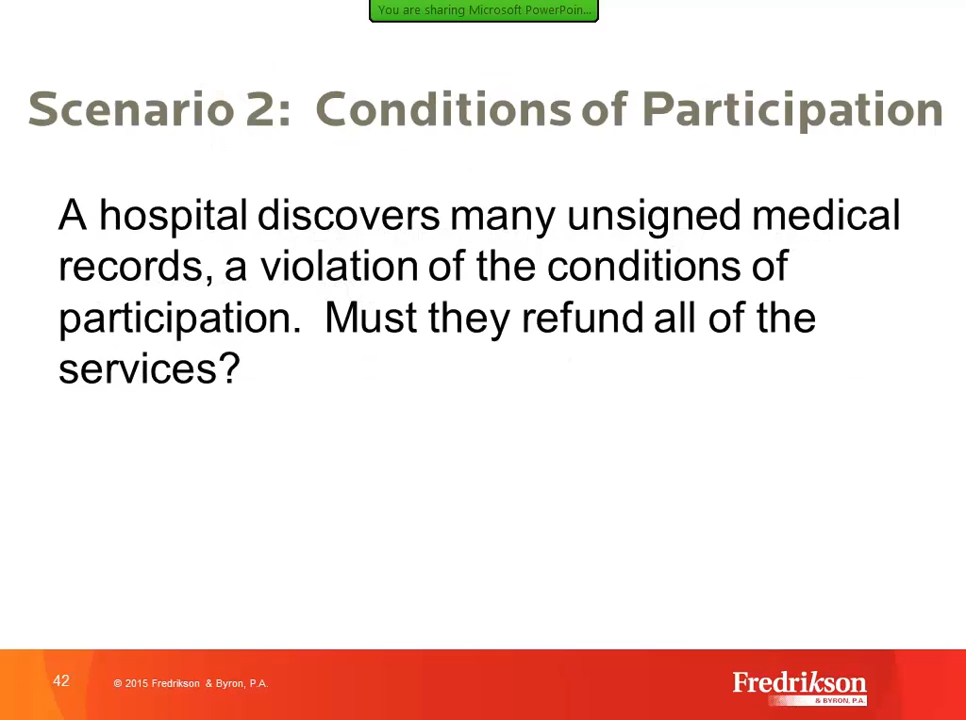 You are sharing Microsoft PowerPoin...
Scenario 2: Conditions of Participation
A hospital discovers many unsigned medical
records, a violation of the conditions of
participation. Must they refund all of the
services?
42 © 2015 Fredrikson & Byron, P.A.
Fredrikson
& BYRON, P.A.